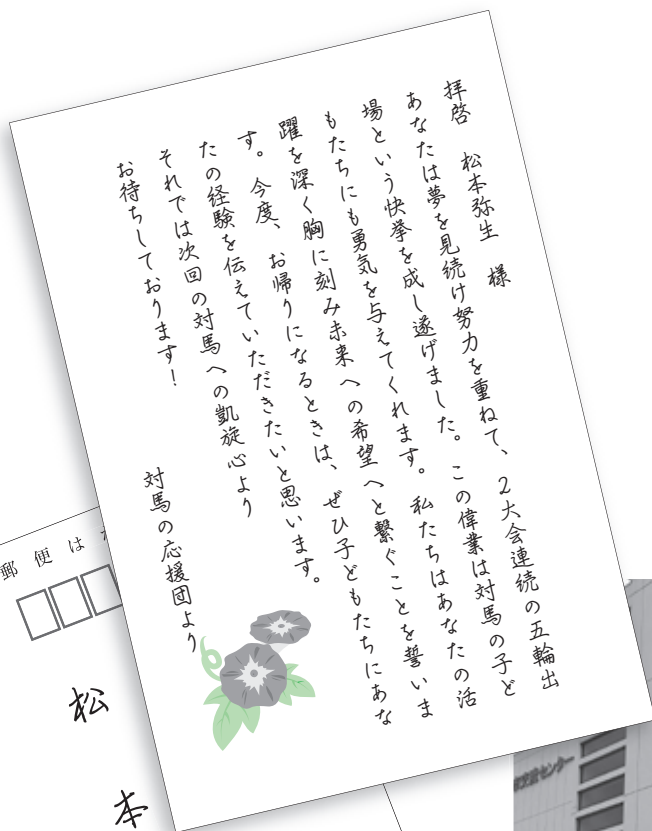 拝啓　松本弥生　様
あなたは夢を見続け努力を重ねて、2大会連続の五輪出
場という快挙を成し遂げました。この偉業は対馬の子ど
もたちにも勇気を与えてくれます。私たちはあなたの活
躍を深く胸に刻み未来への希望へと繋ぐことを誓いま
す。今度、お帰りになるときは、ぜひ子どもたちにあな
たの経験を伝えていただきたいと思います。
それでは次回の対馬への凱旋心より
お待ちしております！
対馬の応援団より
郵便は
松本
センター